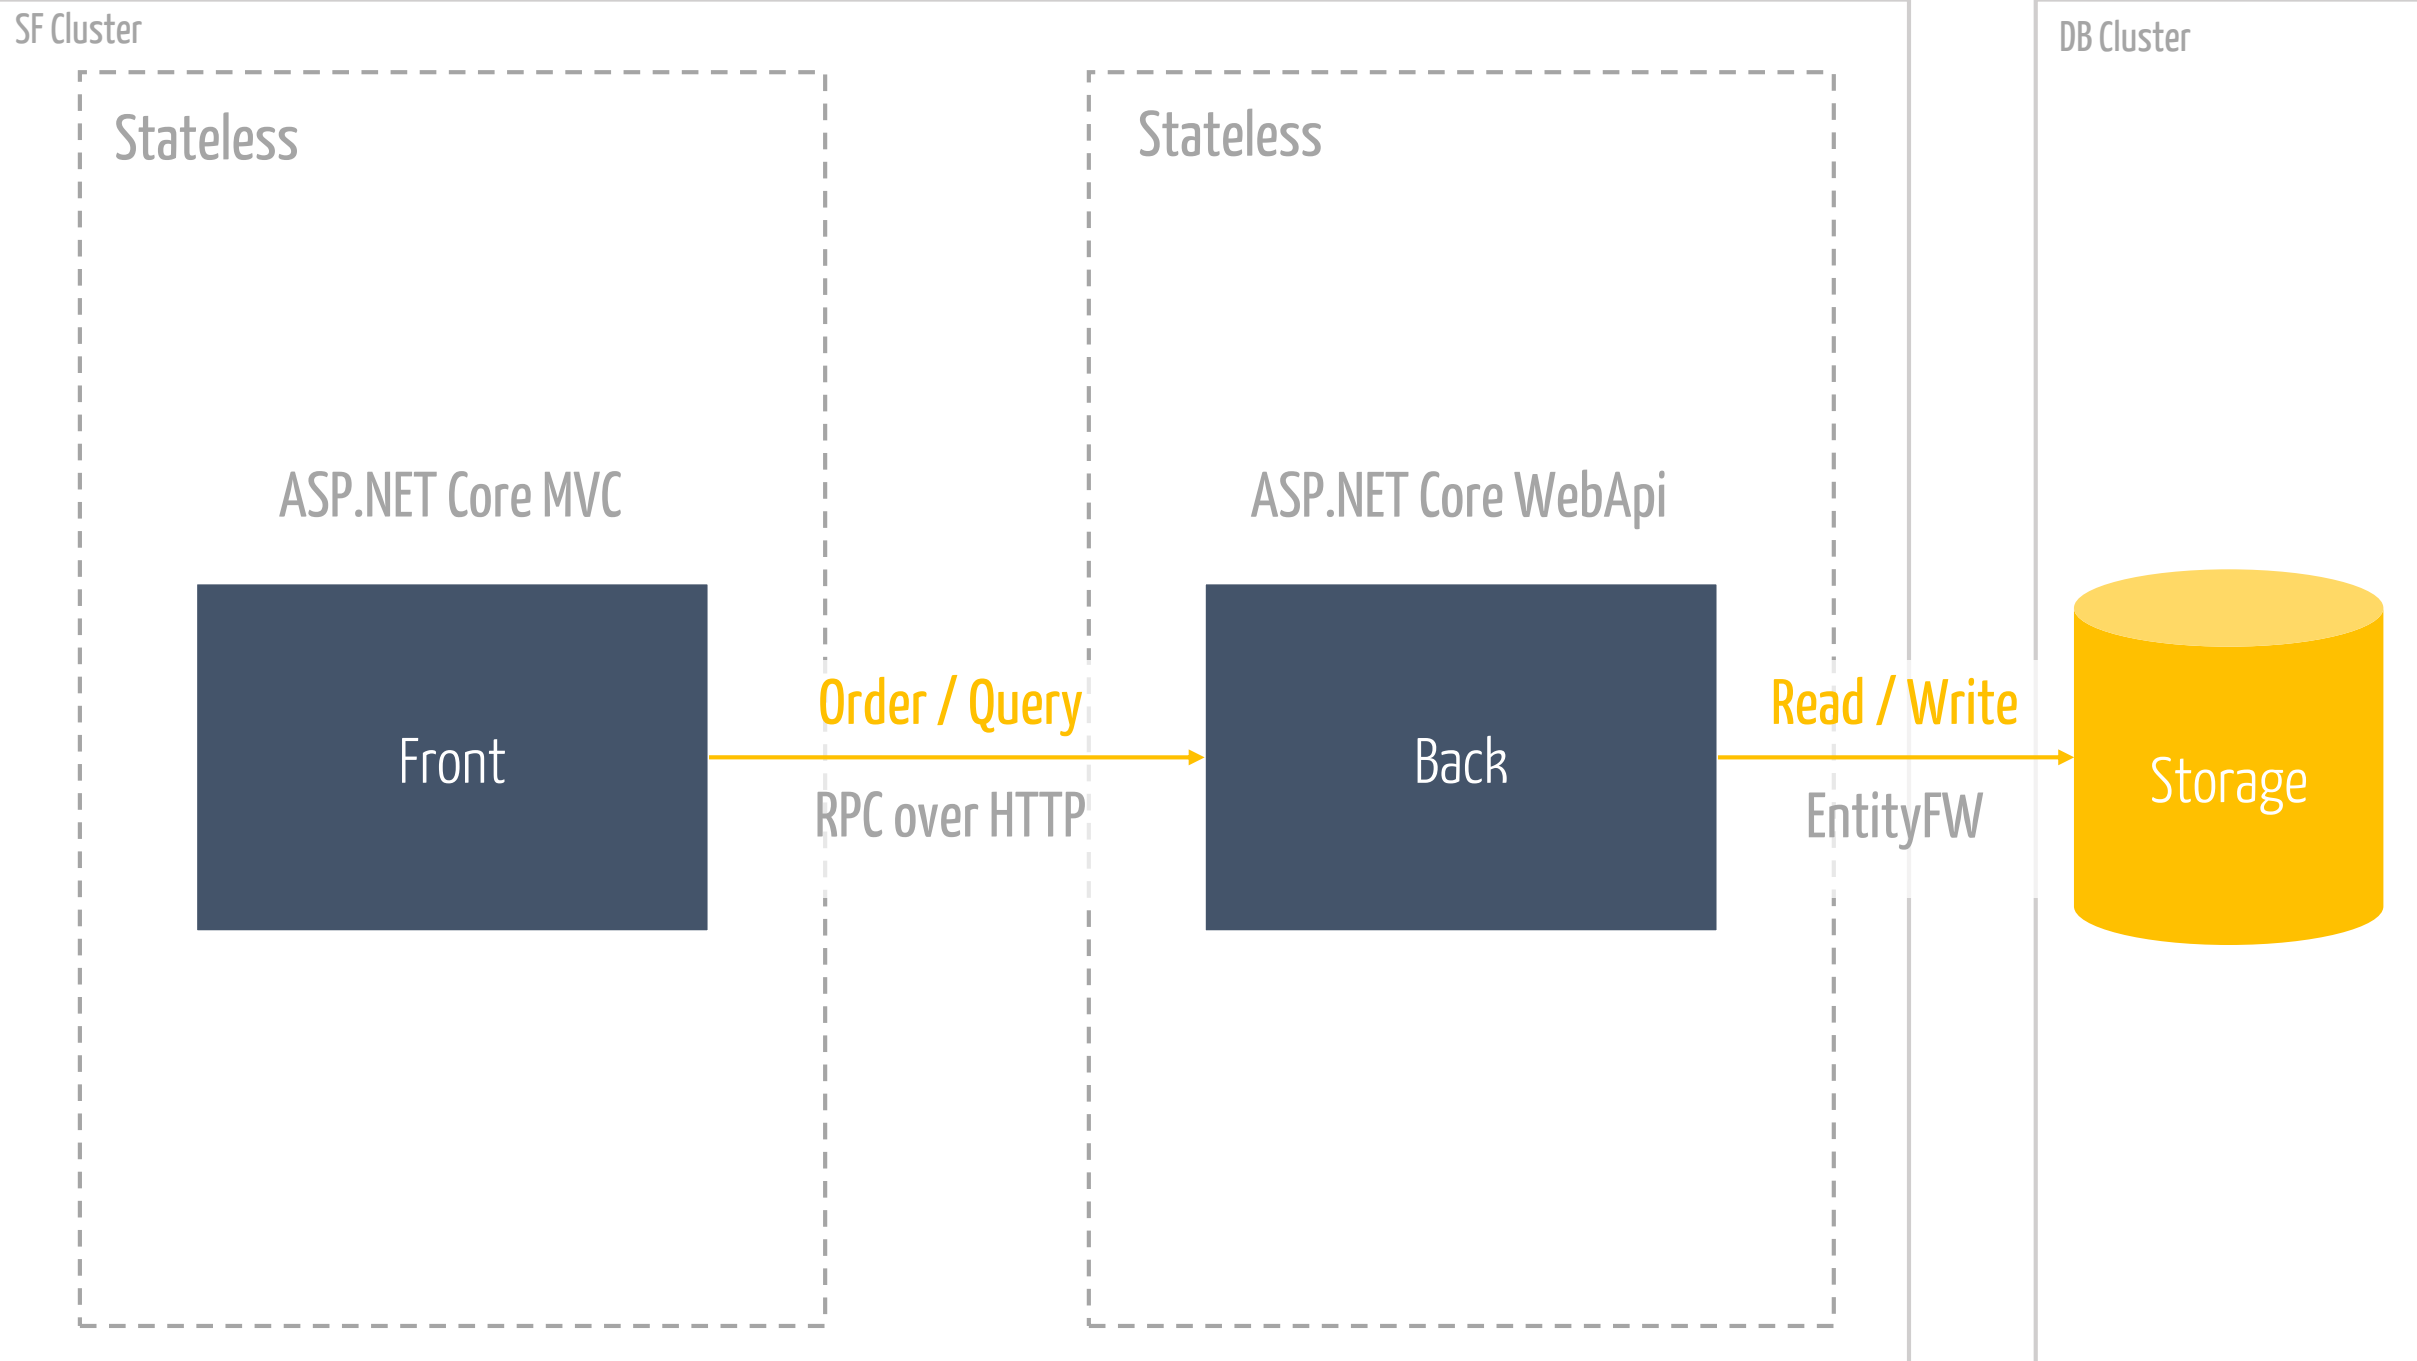 SF Cluster
DB Cluster
Stateless
Stateless
ASP.NET Core MVC
ASP.NET Core WebApi
Order / Query
Read / Write
Front
Back
Storage
RPC over HTTP
EntityFW